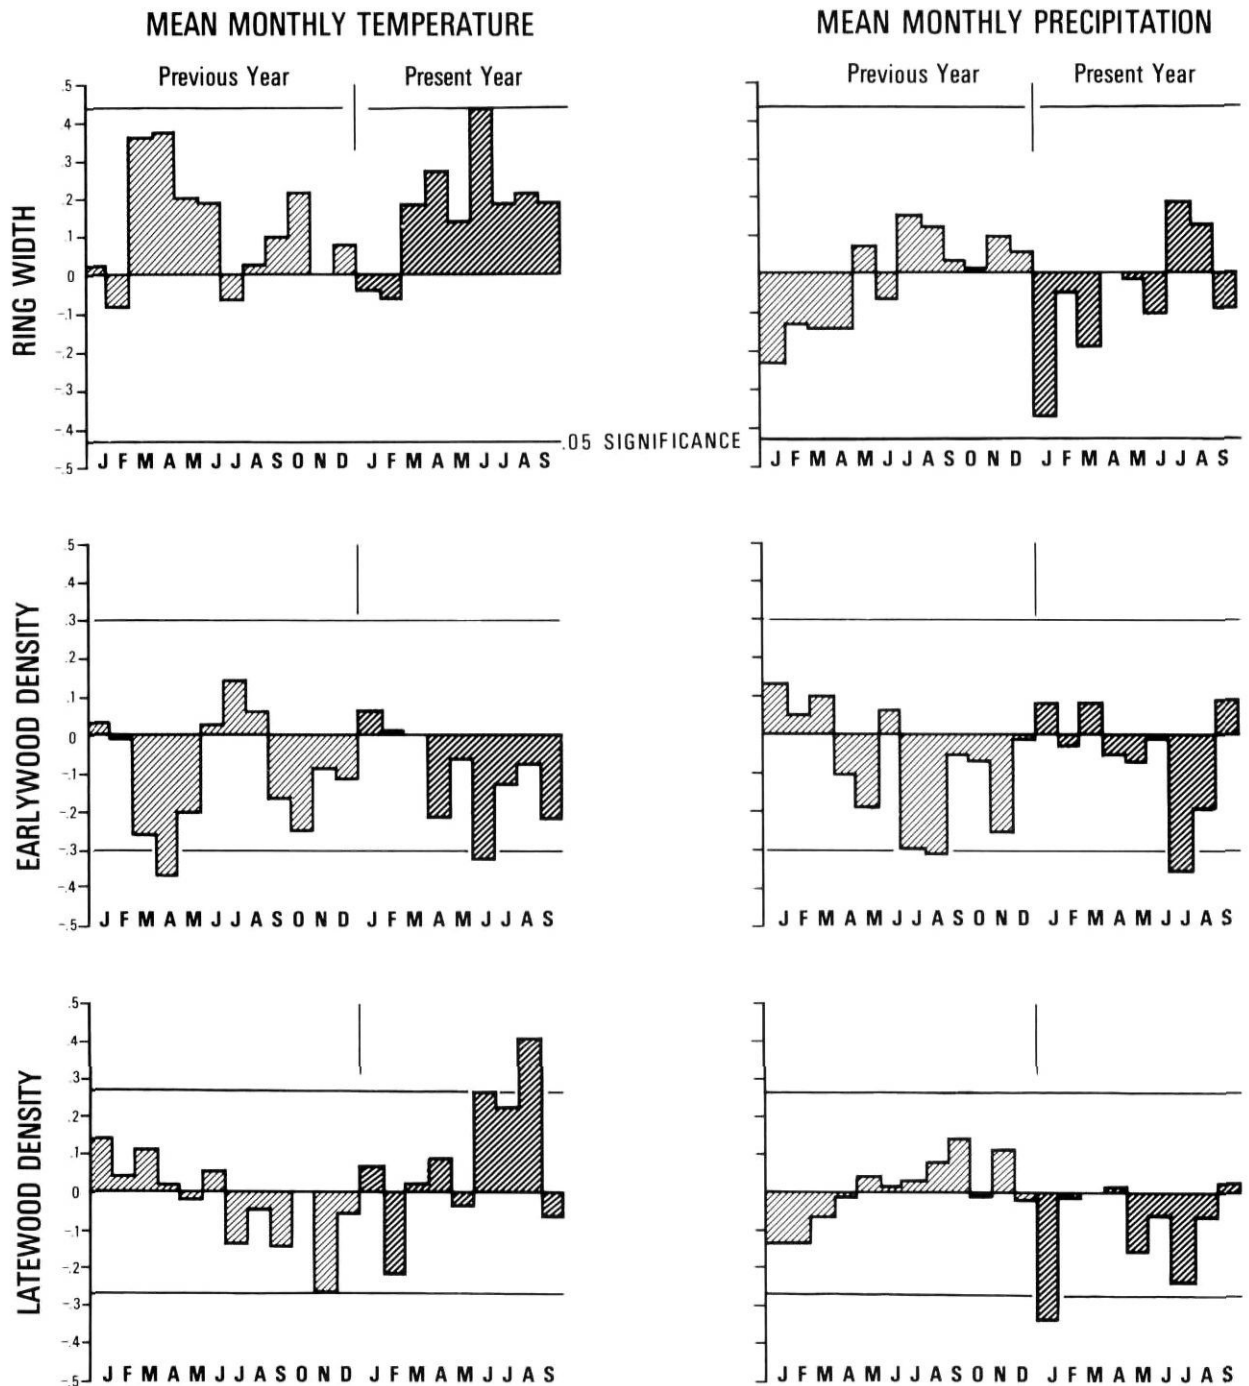 MEAN MONTHLY TEMPERATURE
Previous Year Present Year
RING WIDTH
.5
.4
.3
.2
.1
0
-.1
-.2
-.3
-.4
-.5
J F M A M J J A S O N D J F M A M J J A S
.05 SIGNIFICANCE
MEAN MONTHLY PRECIPITATION
Previous Year Present Year
J F M A M J J A S O N D J F M A M J J A S
EARLYWOOD DENSITY
.5
.4
.3
.2
.1
0
-.1
-.2
-.3
-.4
-.5
J F M A M J J A S O N D J F M A M J J A S
J F M A M J J A S O N D J F M A M J J A S
LATEWOOD DENSITY
.5
.4
.3
.2
.1
0
-.1
-.2
-.3
-.4
-.5
J F M A M J J A S O N D J F M A M J J A S
J F M A M J J A S O N D J F M A M J J A S